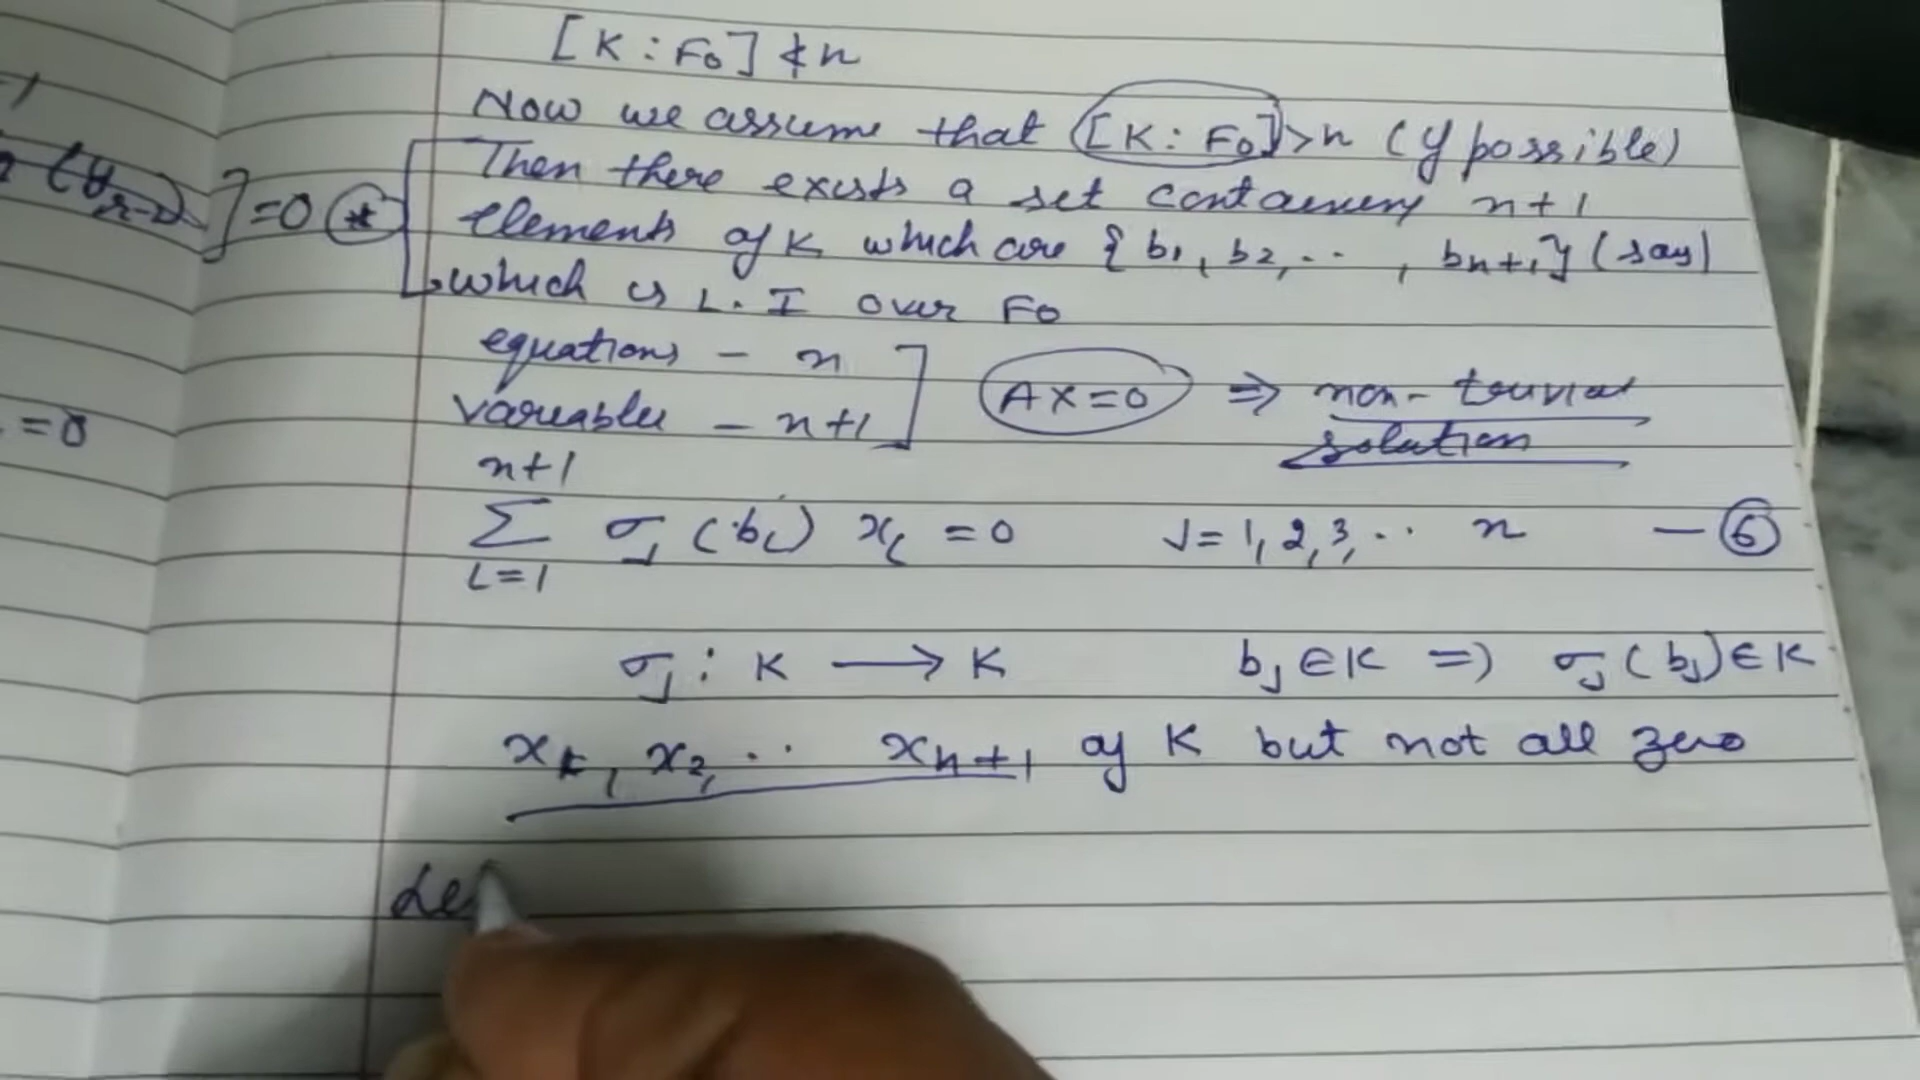 [K : F0] ≮ n
Now we assume that [K : F0] > n (if possible)
Then there exists a set containing n+1
elements of K which are { b1, b2, .. , bn+1 } (say)
which is L.I over F0
equations - n
variables - n+1
AX=0 ⇒ non-trivial solution
n+1
∑ σj (bi) xi = 0 j = 1, 2, 3, .. n - 6
i=1
σj : K → K bj ∈ K ⇒ σj (bj) ∈ K
x1, x2, .. xn+1 of K but not all zero
] = 0 *
= 0